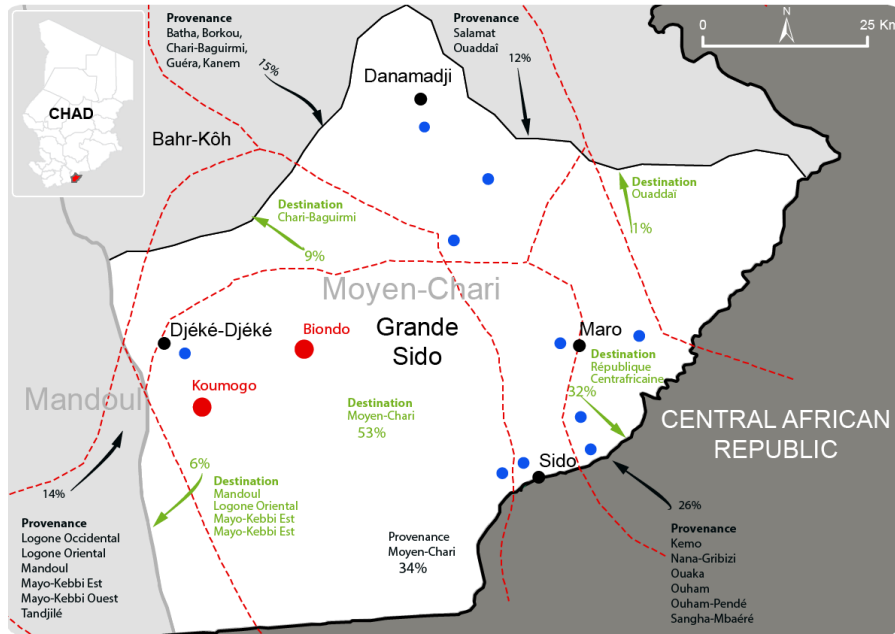 Provenance
Batha, Borkou,
Chari-Baguirmi,
Guéra, Kanem
15%
Provenance
Salamat
Ouaddaî
12%
0
N
25 Km
CHAD
Bahr-Kôh
Danamadji
Destination
Chari-Baguirmi
9%
Destination
Ouaddaï
1%
Moyen-Chari
Djéké-Djéké
Biondo
Grande
Sido
Maro
Koumogo
Mandoul
Destination
République
Centrafricaine
32%
Destination
Moyen-Chari
53%
CENTRAL AFRICAN
REPUBLIC
Sido
6%
Destination
Mandoul
Logone Oriental
Mayo-Kebbi Est
Mayo-Kebbi Est
14%
Provenance
Logone Occidental
Logone Oriental
Mandoul
Mayo-Kebbi Est
Mayo-Kebbi Ouest
Tandjilé
Provenance
Moyen-Chari
34%
26%
Provenance
Kemo
Nana-Gribizi
Ouaka
Ouham
Ouham-Pendé
Sangha-Mbaéré